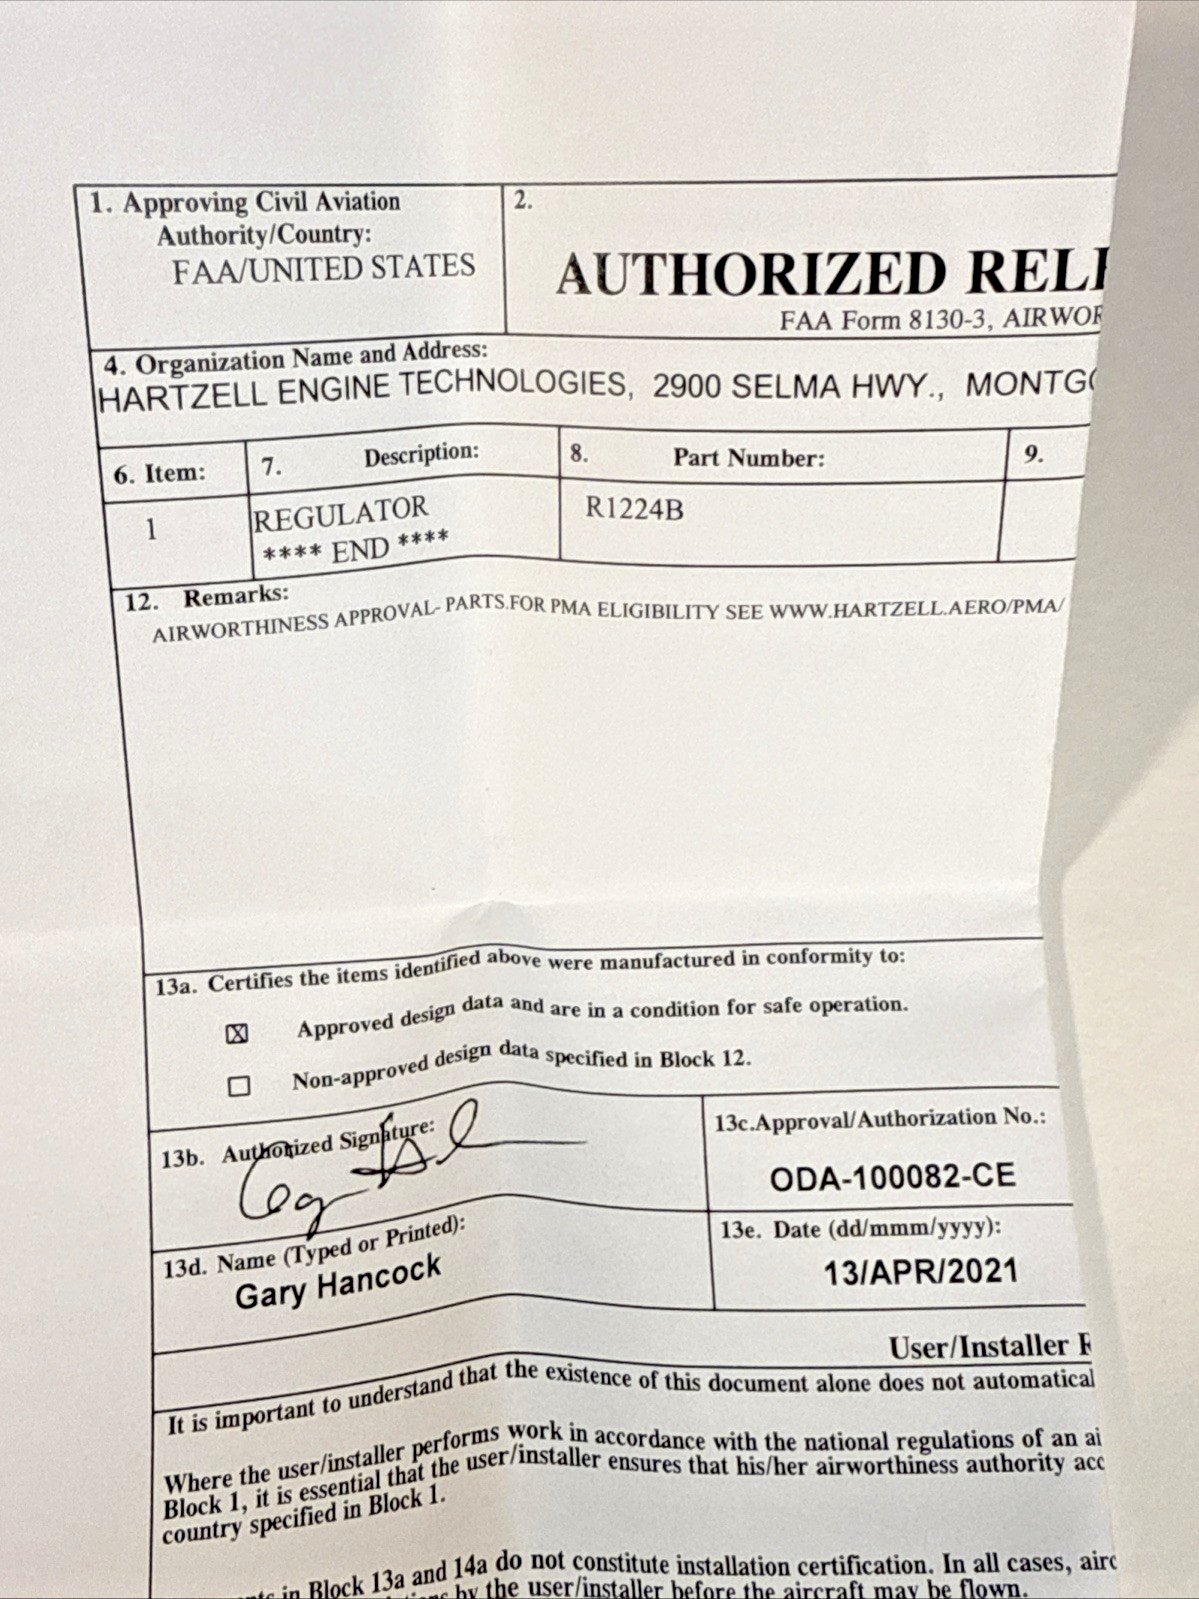 1. Approving Civil Aviation
Authority/Country:
FAA/UNITED STATES
2.
AUTHORIZED
FAA Form 8130-3,
4. Organization Name and Address:
HARTZELL ENGINE TECHNOLOGIES, 2900 SELMA HWY.,
6. Item:
7. Description:
8. Part Number:
9.
1
REGULATOR
**** END ****
R1224B
12. Remarks:
AIRWORTHINESS APPROVAL- PARTS.FOR PMA ELIGIBILITY SEE WWW.HARTZELL.AERO/PMA/
13a. Certifies the items identified above were manufactured in conformity to:
☒ Approved design data and are in a condition for safe operation.
☐ Non-approved design data specified in Block 12.
13b. Authorized Signature:
13c.Approval/Authorization No.:
ODA-100082-CE
13d. Name (Typed or Printed):
Gary Hancock
13e. Date (dd/mmm/yyyy):
13/APR/2021
User/Installer
It is important to understand that the existence of this document alone does not
Where the user/installer performs work in accordance with the national regulations of an
Block 1, it is essential that the user/installer ensures that his/her airworthiness authority
country specified in Block 1.
in Block 13a and 14a do not constitute installation certification. In all cases,
by the user/installer before the aircraft may be flown.